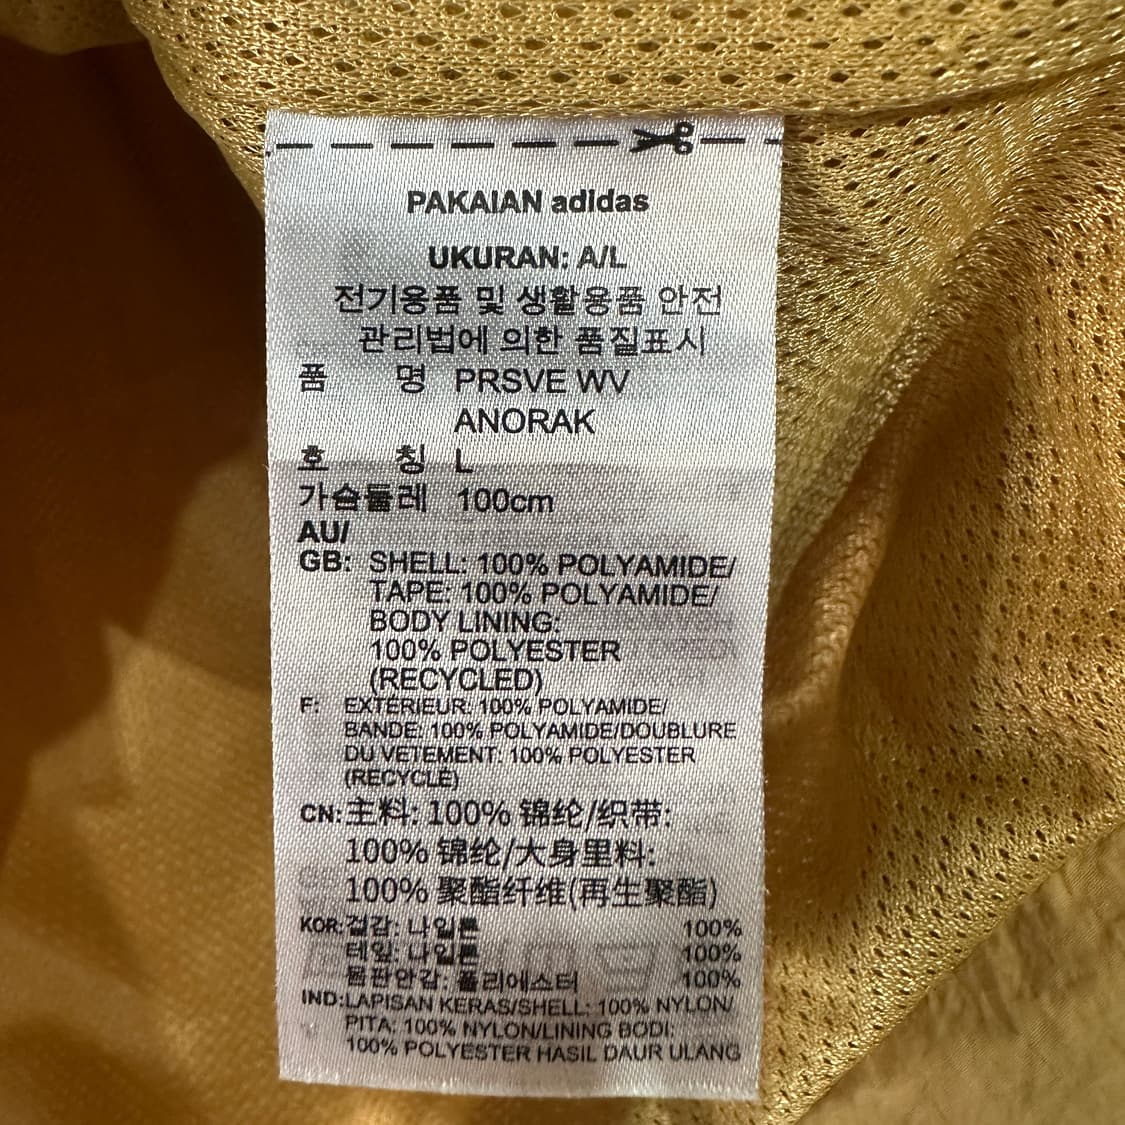 PAKAIAN adidas
UKURAN: A/L
전기용품 및 생활용품 안전
관리법에 의한 품질표시
품 명 PRSVE WV
ANORAK
호 칭 L
가슴둘레 100cm
AU/
GB: SHELL: 100% POLYAMIDE/
TAPE: 100% POLYAMIDE/
BODY LINING:
100% POLYESTER
(RECYCLED)
F: EXTERIEUR: 100% POLYAMIDE/
BANDE: 100% POLYAMIDE/DOUBLURE
DU VETEMENT: 100% POLYESTER
(RECYCLE)
CN: 主料: 100% 锦纶/织带:
100% 锦纶/大身里料:
100% 聚酯纤维(再生聚酯)
KOR: 겉감: 나일론 100%
테잎: 나일론 100%
몸판안감: 폴리에스터 100%
IND: LAPISAN KERAS/SHELL: 100% NYLON/
PITA: 100% NYLON/LINING BODI:
100% POLYESTER HASIL DAUR ULANG